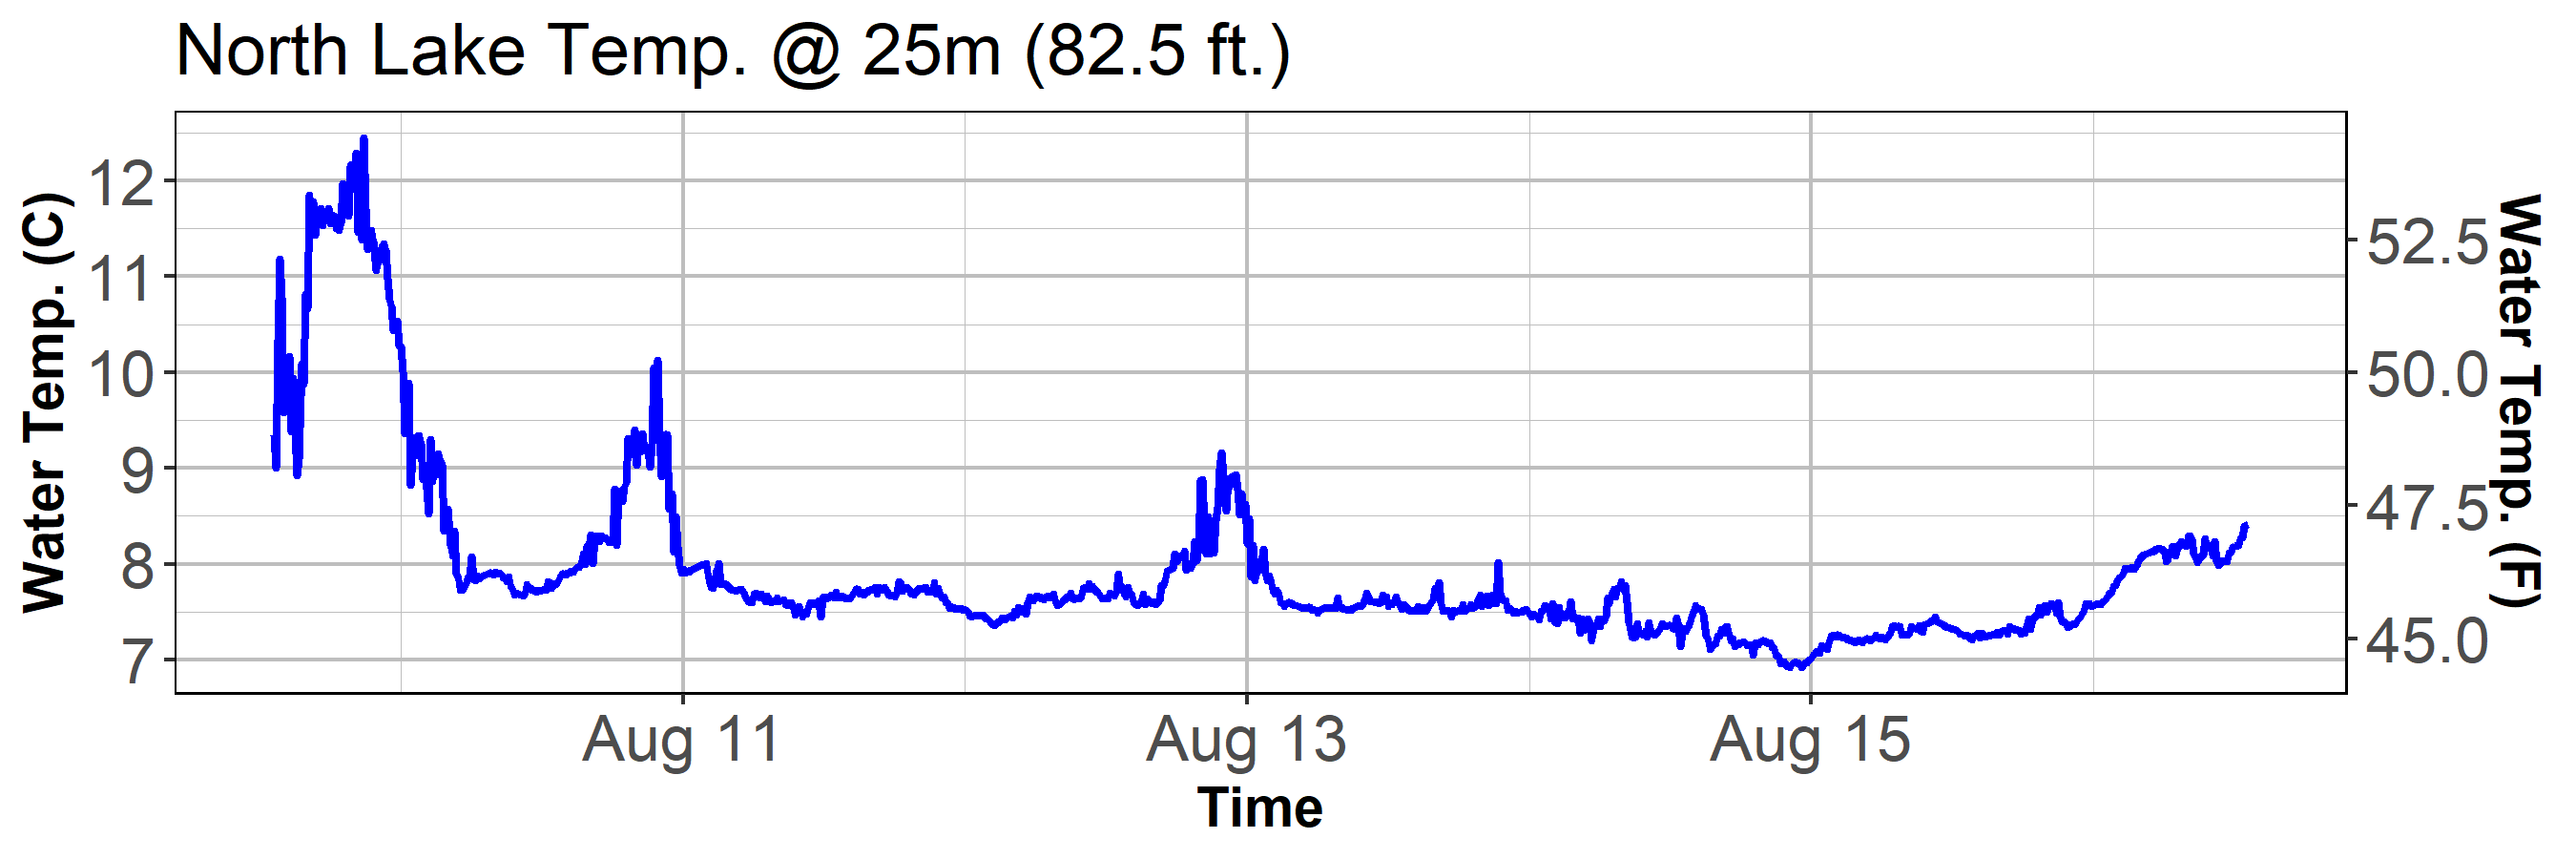 North Lake Temp. @ 25m (82.5 ft.)
Water Temp. (C)
12
11
10
9
8
7
52.5
50.0
47.5
45.0
Water Temp. (F)
Aug 11
Aug 13
Aug 15
Time